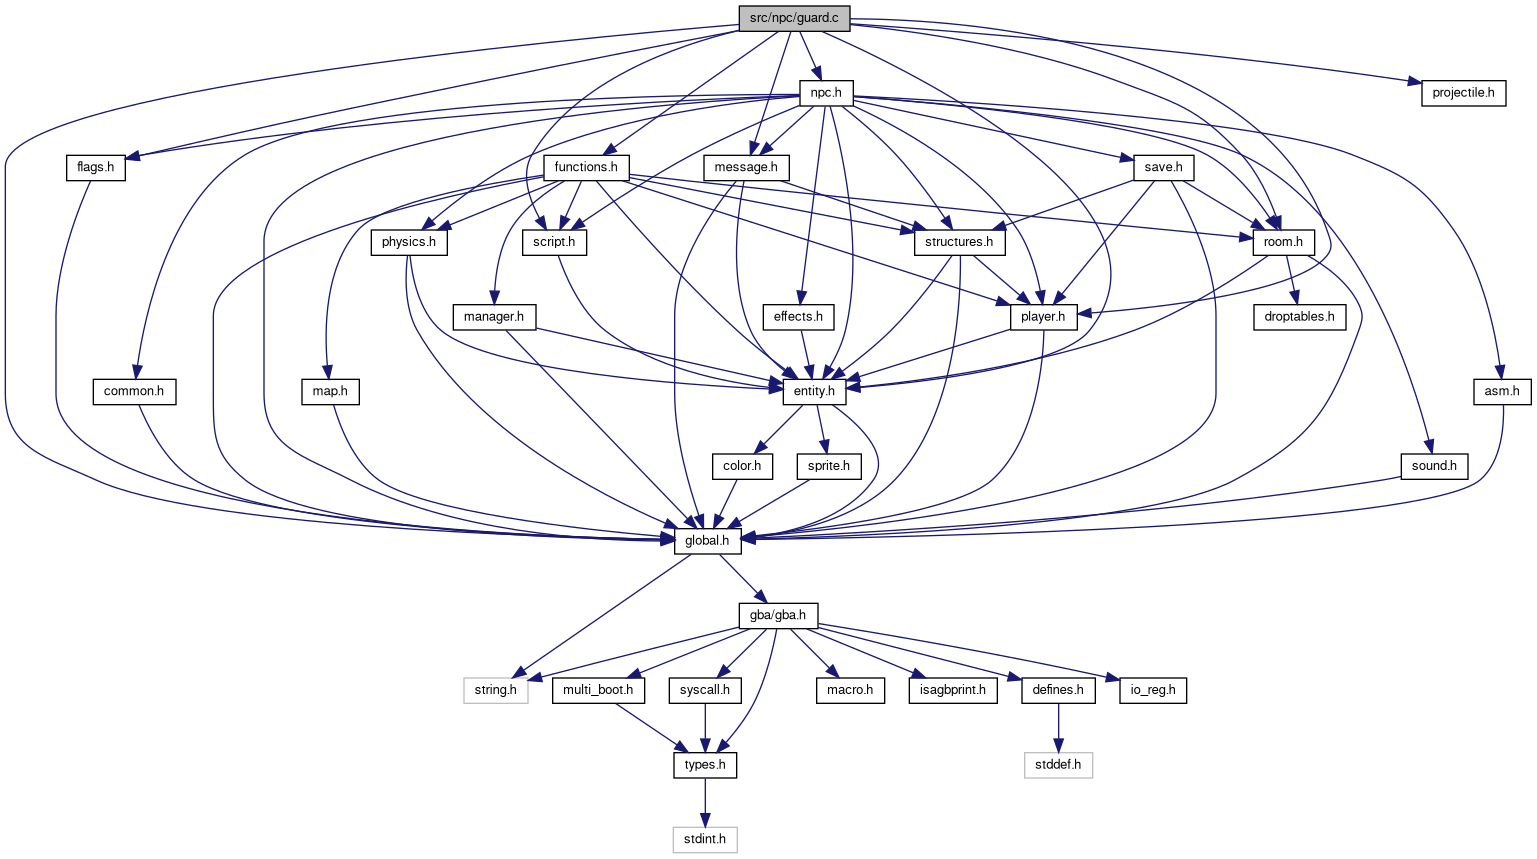 src/npc/guard.c
npc.h
projectile.h
flags.h
functions.h
message.h
save.h
physics.h
script.h
structures.h
room.h
manager.h
effects.h
player.h
droptables.h
common.h
map.h
entity.h
asm.h
color.h
sprite.h
sound.h
global.h
gba/gba.h
string.h
multi_boot.h
syscall.h
macro.h
isagbprint.h
defines.h
io_reg.h
types.h
stddef.h
stdint.h